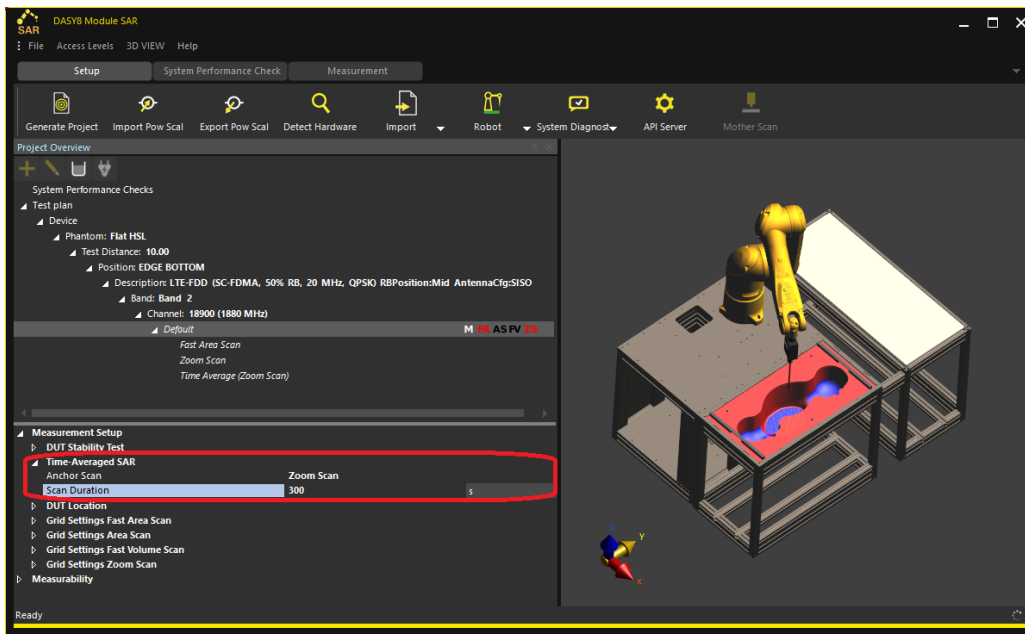 SAR
DASY8 Module SAR
File Access Levels 3D VIEW Help
Setup System Performance Check Measurement
Generate Project Import Pow Scal Export Pow Scal Detect Hardware Import Robot System Diagnost API Server Mother Scan
Project Overview
System Performance Checks
Test plan
Device
Phantom: Flat HSL
Test Distance: 10.00
Position: EDGE BOTTOM
Description: LTE-FDD (SC-FDMA, 50% RB, 20 MHz, QPSK) RBPosition:Mid AntennaCfg:SISO
Band: Band 2
Channel: 18900 (1880 MHz)
Default M FA AS FV ZS
Fast Area Scan
Zoom Scan
Time Average (Zoom Scan)
Measurement Setup
DUT Stability Test
Time-Averaged SAR
Anchor Scan Zoom Scan
Scan Duration 300 s
DUT Location
Grid Settings Fast Area Scan
Grid Settings Area Scan
Grid Settings Fast Volume Scan
Grid Settings Zoom Scan
Measurability
z
y
x
Ready